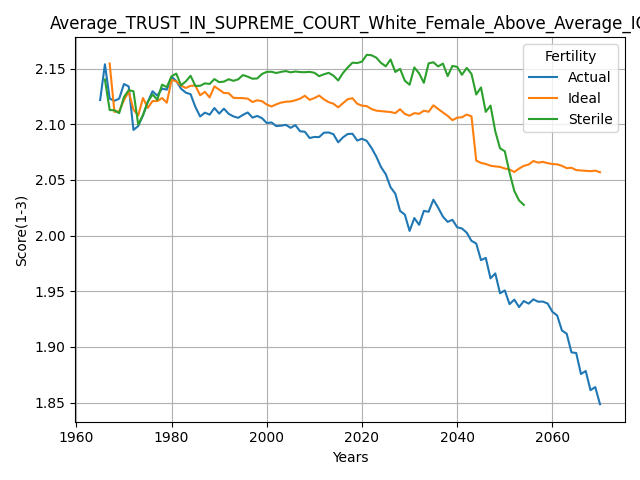 Average_TRUST_IN_SUPREME_COURT_White_Female_Above_Average_IQ
Fertility
Actual
Ideal
Sterile
Score(1-3)
2.15
2.10
2.05
2.00
1.95
1.90
1.85
1960
1980
2000
2020
2040
2060
Years